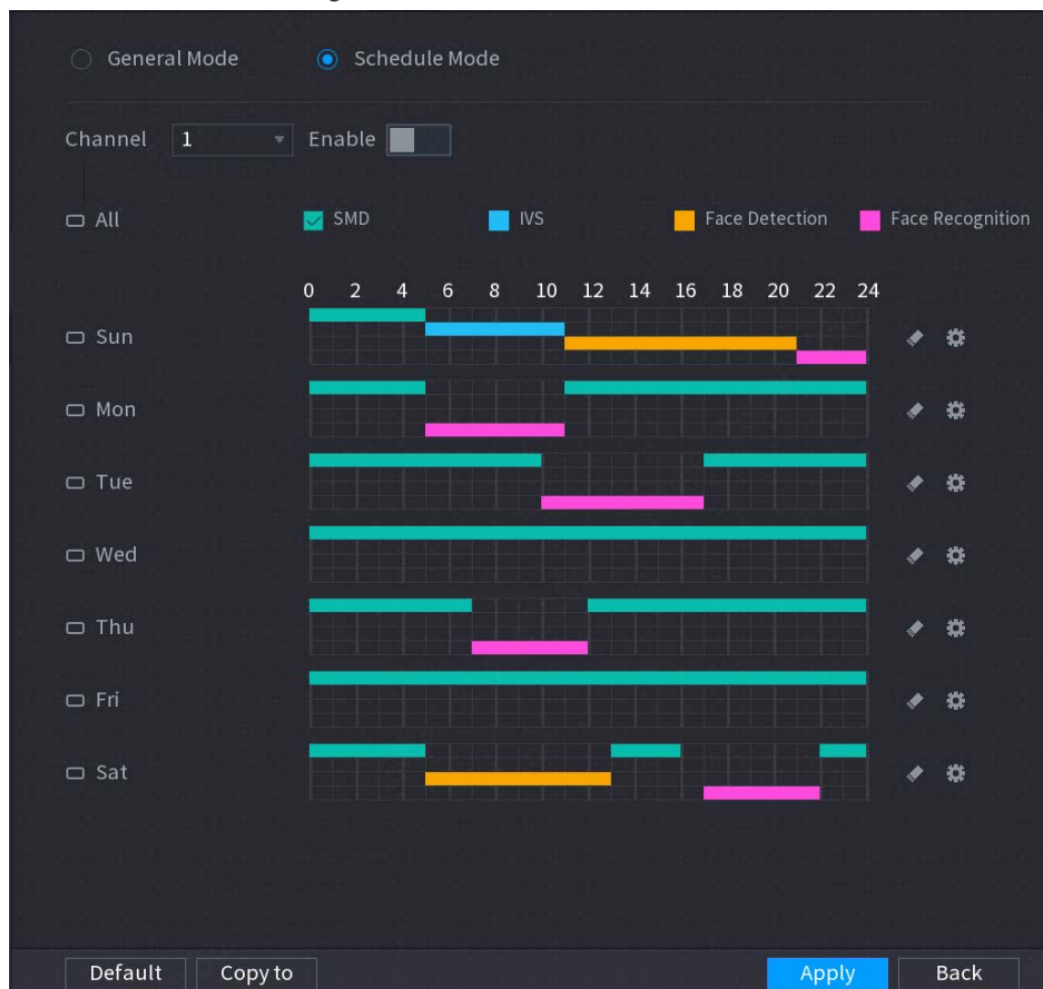 General Mode Schedule Mode
Channel 1 Enable
All SMD IVS Face Detection Face Recognition
0 2 4 6 8 10 12 14 16 18 20 22 24
Sun
Mon
Tue
Wed
Thu
Fri
Sat
Default Copy to Apply Back